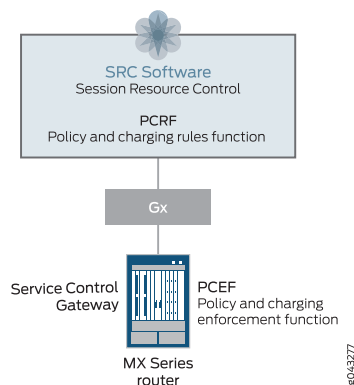 SRC Software
Session Resource Control
PCRF
Policy and charging rules function
Gx
Service Control
Gateway
PCEF
Policy and charging
enforcement function
MX Series
router
g043277